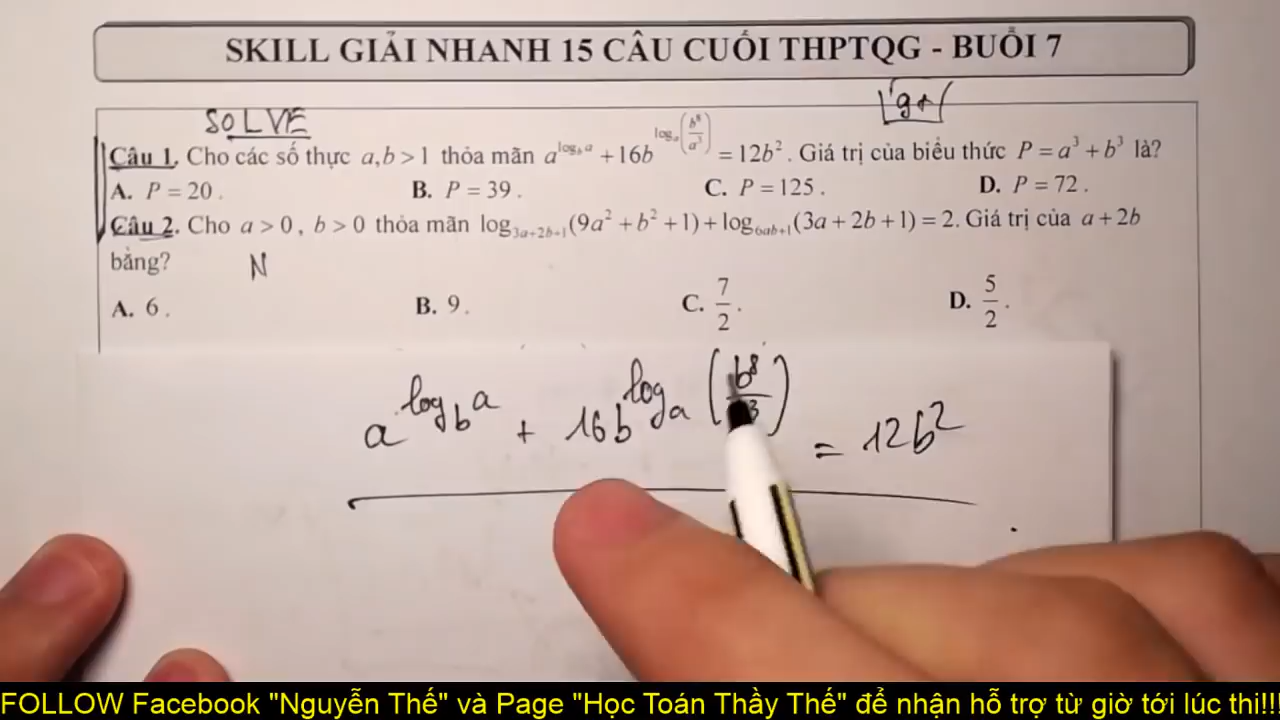 SKILL GIẢI NHANH 15 CÂU CUỐI THPTQG - BUỔI 7
SOLVE
Câu 1. Cho các số thực a,b > 1 thỏa mãn a^{log_b a} + 16b^{log_a(b^8/a^3)} = 12b^2. Giá trị của biểu thức P = a^3 + b^3 là?
A. P = 20. B. P = 39. C. P = 125. D. P = 72.
Câu 2. Cho a > 0, b > 0 thỏa mãn log_{3a+2b+1}(9a^2 + b^2 + 1) + log_{6ab+1}(3a + 2b + 1) = 2. Giá trị của a + 2b
bằng?
N
A. 6. B. 9. C. 7/2. D. 5/2.
a^{log_b a} + 16b^{log_a(b^8/a^3)} = 12b^2
FOLLOW Facebook "Nguyễn Thế" và Page "Học Toán Thầy Thế" để nhận hỗ trợ từ giờ tới lúc thi!!!